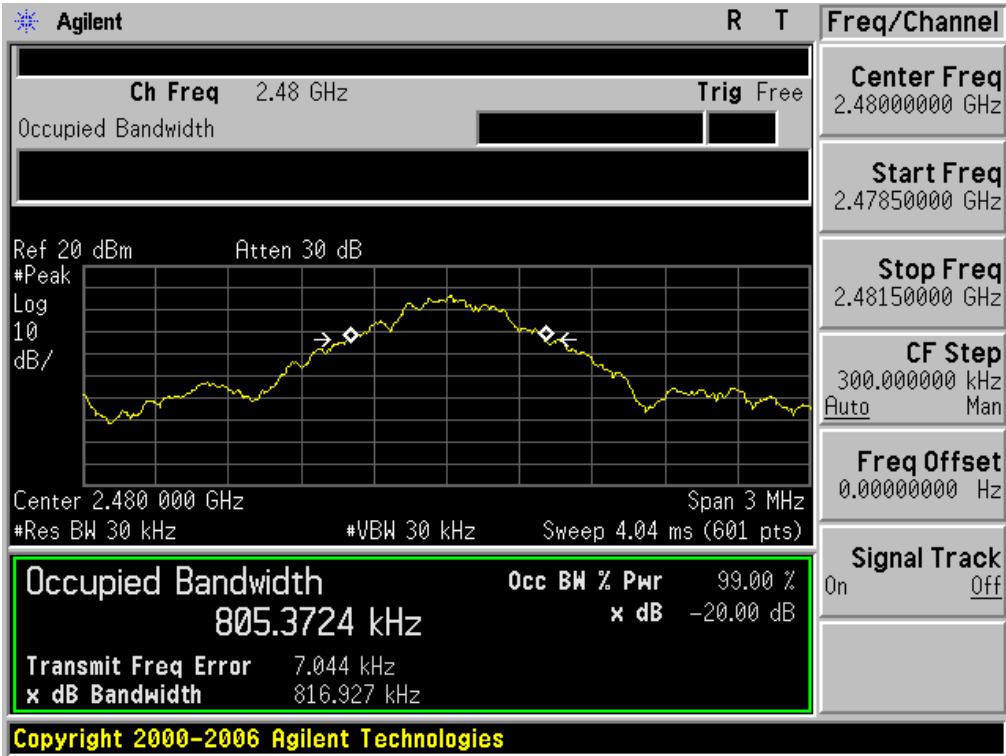 Agilent R T
Freq/Channel
Ch Freq 2.48 GHz Trig Free
Occupied Bandwidth
Center Freq
2.48000000 GHz
Start Freq
2.47850000 GHz
Stop Freq
2.48150000 GHz
CF Step
300.000000 kHz
Auto Man
Freq Offset
0.00000000 Hz
Signal Track
On Off
Ref 20 dBm Atten 30 dB
#Peak
Log
10
dB/
Center 2.480 000 GHz Span 3 MHz
#Res BW 30 kHz #VBW 30 kHz Sweep 4.04 ms (601 pts)
Occupied Bandwidth Occ BW % Pwr 99.00 %
805.3724 kHz x dB -20.00 dB
Transmit Freq Error 7.044 kHz
x dB Bandwidth 816.927 kHz
Copyright 2000-2006 Agilent Technologies